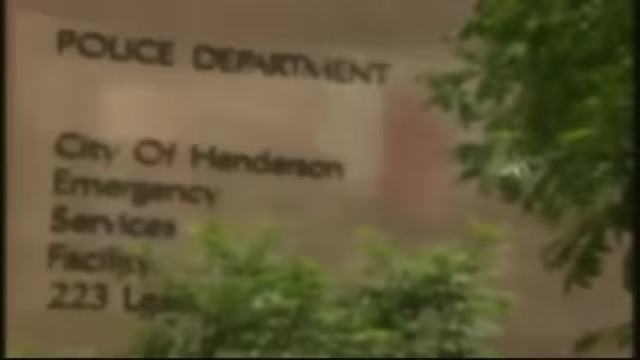 POLICE DEPARTMENT
City Of Henderson
Emergency
Services
Facility
223